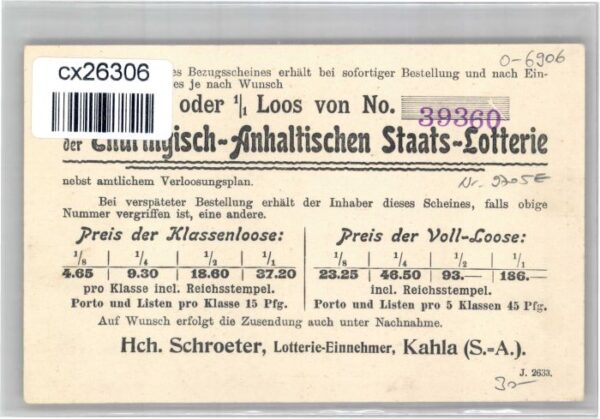 O-6906
cx26306
es Bezugsscheines erhält bei sofortiger Bestellung und nach Ein-
es je nach Wunsch
oder 1/1 Loos von No. 39360
der Thüringisch-Anhaltischen Staats-Lotterie
nebst amtlichem Verloosungsplan.
Nr. 9705E
Bei verspäteter Bestellung erhält der Inhaber dieses Scheines, falls obige
Nummer vergriffen ist, eine andere.
Preis der Klassenloose:
1/8 | 1/4 | 1/2 | 1/1
4.65 | 9.30 | 18.60 | 37.20
pro Klasse incl. Reichsstempel.
Porto und Listen pro Klasse 15 Pfg.
Preis der Voll-Loose:
1/8 | 1/4 | 1/2 | 1/1
23.25 | 46.50 | 93.— | 186.—
incl. Reichsstempel.
Porto und Listen pro 5 Klassen 45 Pfg.
Auf Wunsch erfolgt die Zusendung auch unter Nachnahme.
Hch. Schroeter, Lotterie-Einnehmer, Kahla (S.-A.).
J. 2633.
30—